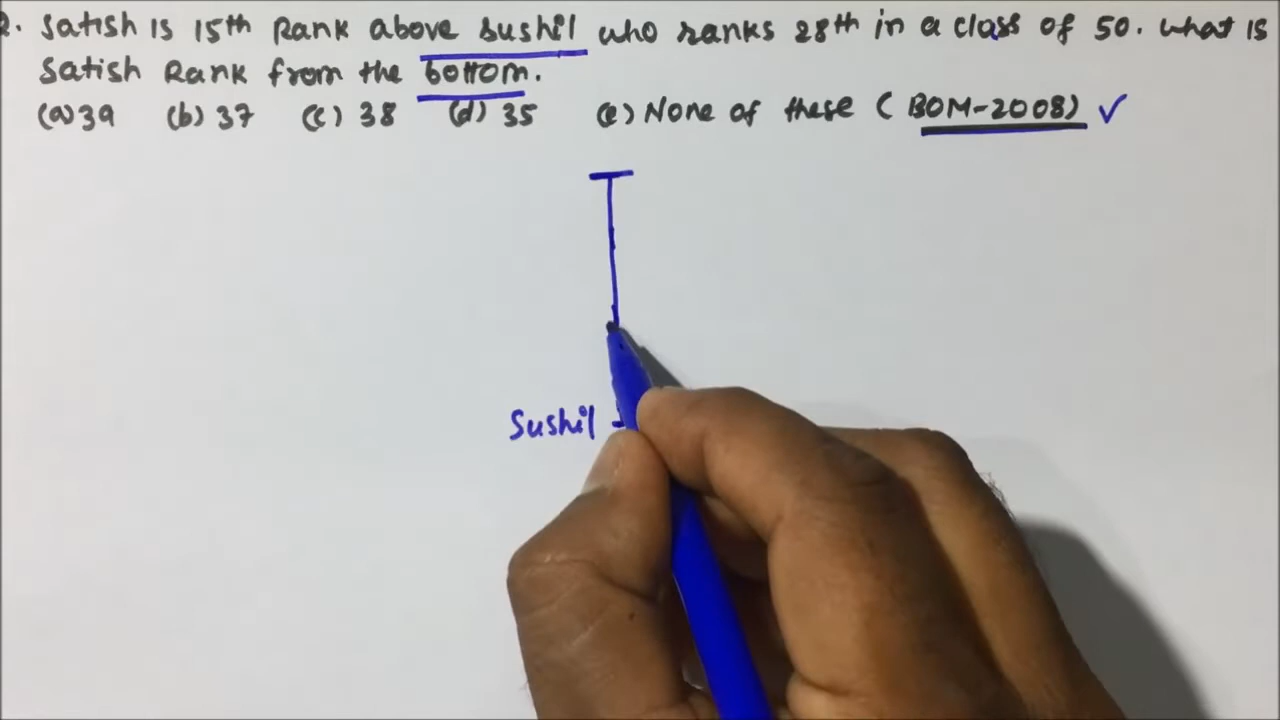 2. Satish is 15th Rank above Sushil who ranks 28th in a class of 50. what is
Satish Rank from the bottom.
(a) 39 (b) 37 (c) 38 (d) 35 (e) None of these (BOM-2008) ✓
Sushil